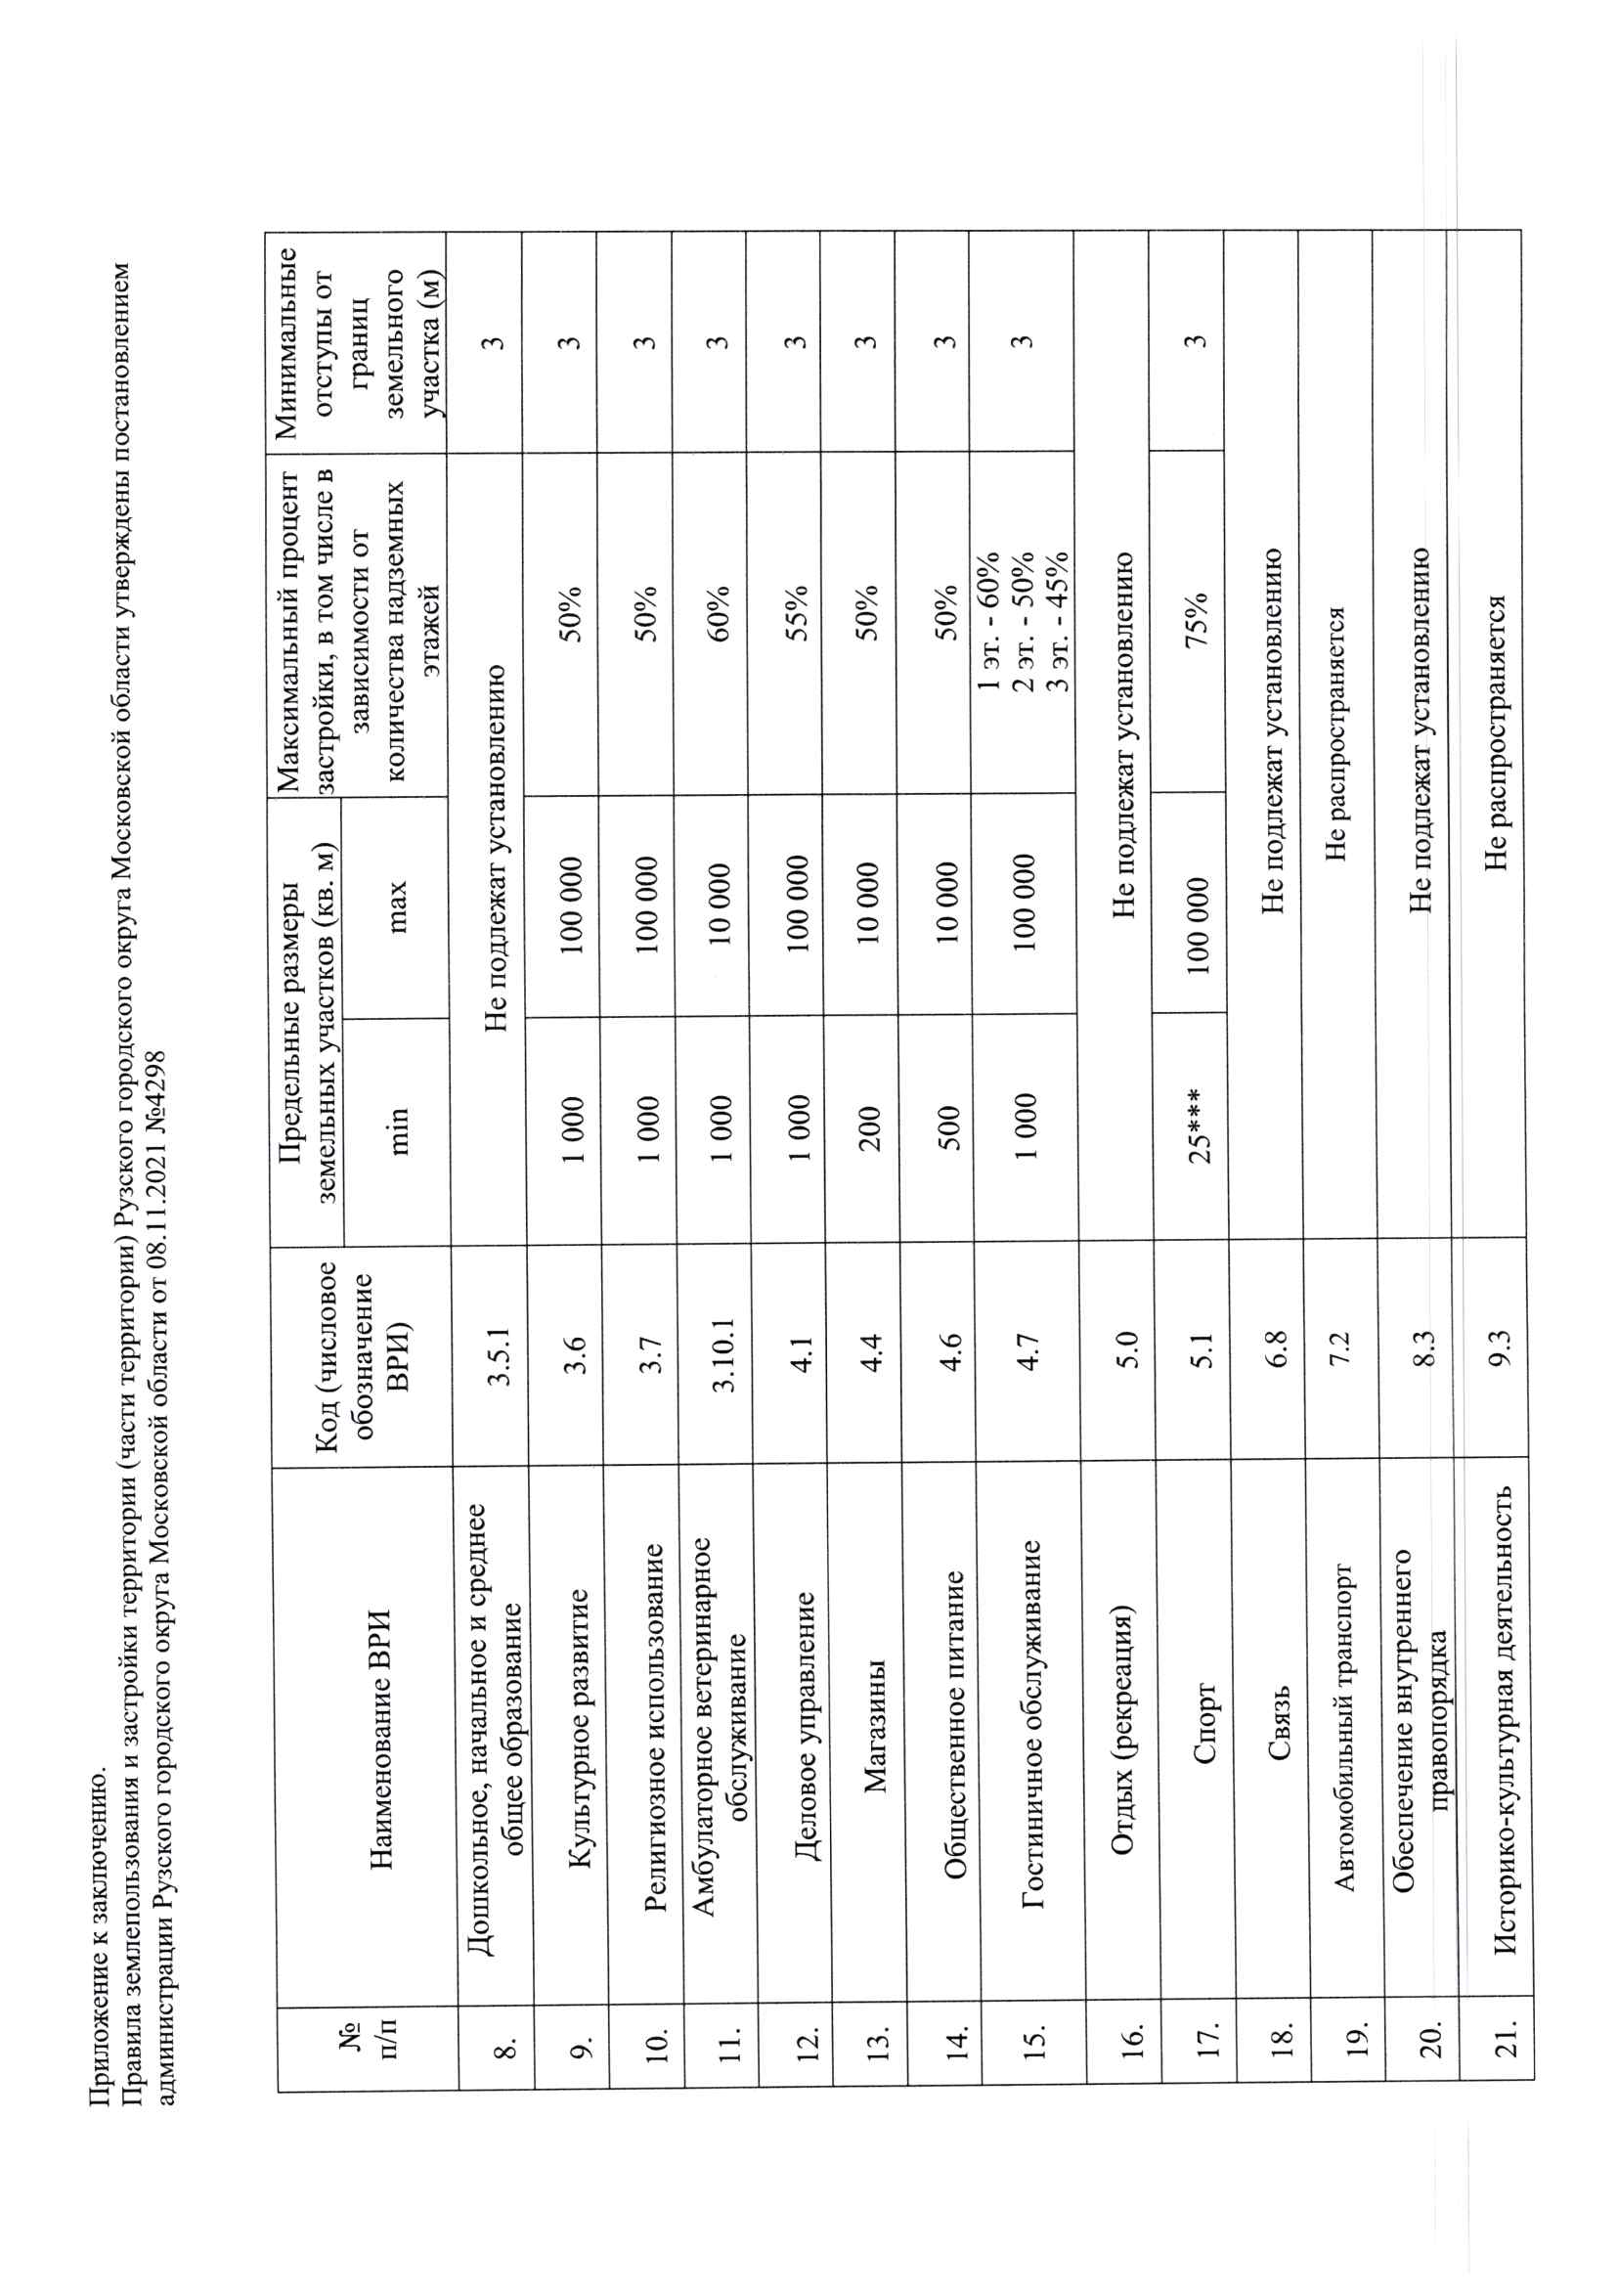 Приложение к заключению.
Правила землепользования и застройки территории (части территории) Рузского городского округа Московской области утверждены постановлением
администрации Рузского городского округа Московской области от 08.11.2021 №4298
№
п/п
Наименование ВРИ
Код (числовое
обозначение
ВРИ)
Предельные размеры
земельных участков (кв. м)
min
max
Максимальный процент
застройки, в том числе в
зависимости от
количества надземных
этажей
Минимальные
отступы от
границ
земельного
участка (м)
8.
Дошкольное, начальное и среднее
общее образование
3.5.1
Не подлежат установлению
3
9.
Культурное развитие
3.6
1 000
100 000
50%
3
10.
Религиозное использование
3.7
1 000
100 000
50%
3
11.
Амбулаторное ветеринарное
обслуживание
3.10.1
1 000
10 000
60%
3
12.
Деловое управление
4.1
1 000
100 000
55%
3
13.
Магазины
4.4
200
10 000
50%
3
14.
Общественное питание
4.6
500
10 000
50%
3
15.
Гостиничное обслуживание
4.7
1 000
100 000
1 эт. - 60%
2 эт. - 50%
3 эт. - 45%
3
16.
Отдых (рекреация)
5.0
Не подлежат установлению
17.
Спорт
5.1
25***
100 000
75%
3
18.
Связь
6.8
Не подлежат установлению
19.
Автомобильный транспорт
7.2
Не распространяется
20.
Обеспечение внутреннего
правопорядка
8.3
Не подлежат установлению
21.
Историко-культурная деятельность
9.3
Не распространяется